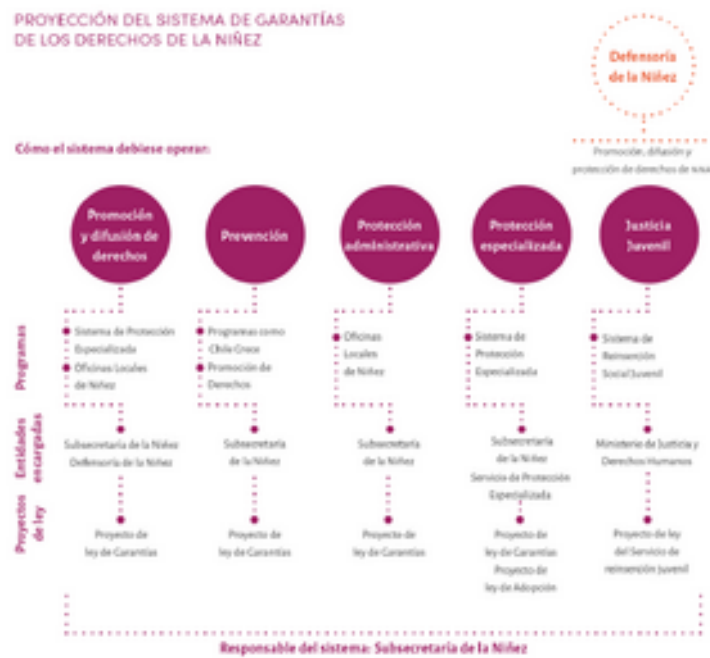 PROYECCIÓN DEL SISTEMA DE GARANTÍAS
DE LOS DERECHOS DE LA NIÑEZ
Defensoría
de la Niñez
Promoción, difusión y
protección de derechos de NNA
Cómo el sistema debiese operar:
Promoción
y difusión de
derechos
Prevención
Protección
administrativa
Protección
especializada
Justicia
Juvenil
Programas
Sistema de Protección
Especializada
Oficinas Locales
de Niñez
Programas como
Chile Crece
Promoción de
Derechos
Oficinas
Locales
de Niñez
Sistema de
Protección
Especializada
Sistema de
Reinserción
Social Juvenil
Entidades
encargadas
Subsecretaría de la Niñez
Defensoría de la Niñez
Subsecretaría
de la Niñez
Subsecretaría
de la Niñez
Subsecretaría
de la Niñez
Servicio de Protección
Especializada
Ministerio de Justicia y
Derechos Humanos
Proyectos
de ley
Proyecto de
ley de Garantías
Proyecto de
ley de Garantías
Proyecto de
ley de Garantías
Proyecto de
ley de Garantías
Proyecto de
ley de Adopción
Proyecto de ley
del Servicio de
reinserción Juvenil
Responsable del sistema: Subsecretaría de la Niñez